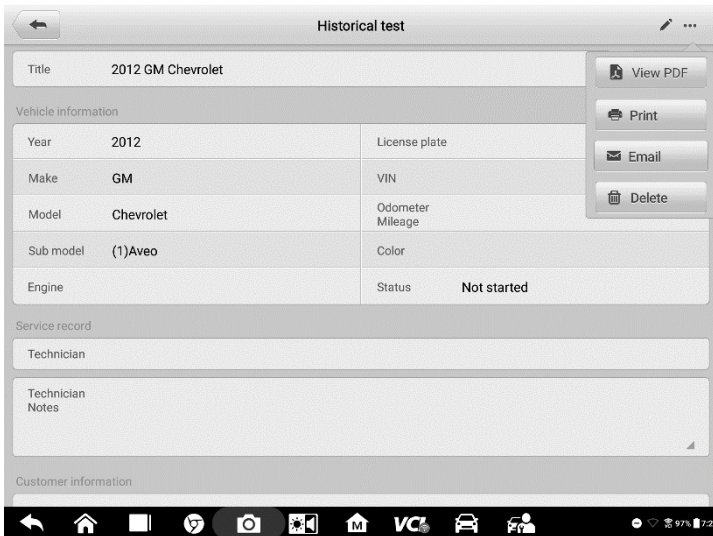 Historical test
Title 2012 GM Chevrolet
View PDF
Vehicle information
Print
Year 2012 License plate
Email
Make GM VIN
Delete
Model Chevrolet Odometer
Mileage
Sub model (1)Aveo Color
Engine Status Not started
Service record
Technician
Technician
Notes
Customer information
M VCI 97% 7:2